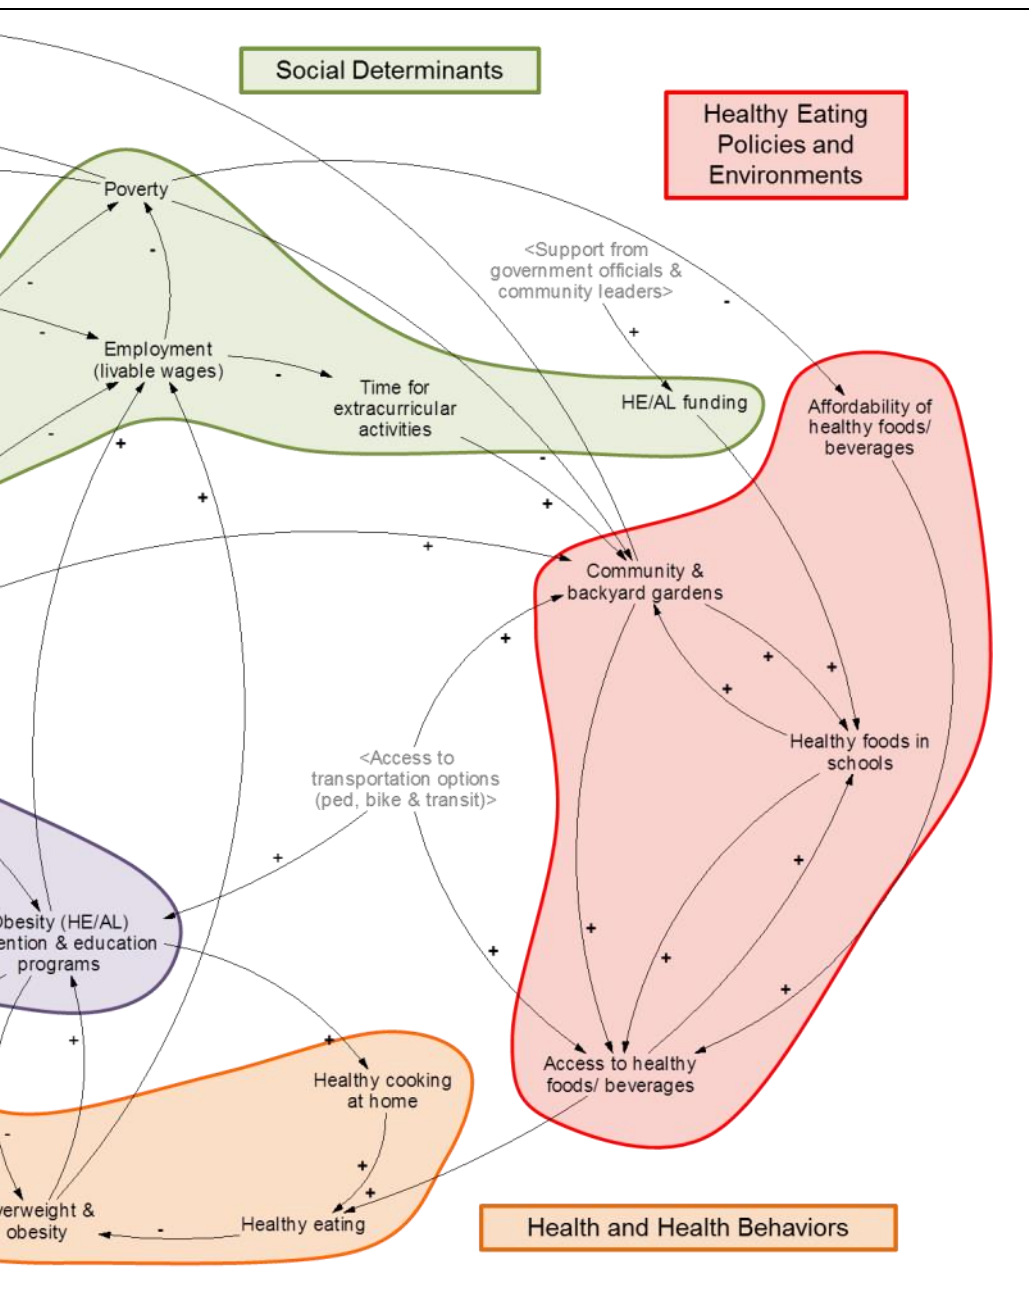 Social Determinants
Healthy Eating
Policies and
Environments
Poverty
-
-
<Support from
government officials &
community leaders>
-
-
+
-
Employment
(livable wages)
-
Time for
extracurricular
activities
HE/AL funding
Affordability of
healthy foods/
beverages
-
+
-
+
+
+
Community &
backyard gardens
+
+
+
+
Healthy foods in
schools
<Access to
transportation options
(ped, bike & transit)>
+
+
(HE/AL)
& education
programs
+
+
+
+
+
+
Access to healthy
foods/ beverages
Healthy cooking
at home
-
+
+
&
obesity
-
Healthy eating
Health and Health Behaviors